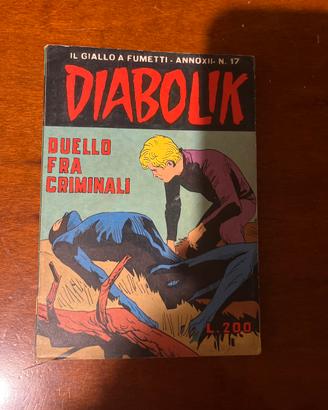 IL GIALLO A FUMETTI - ANNO XII - N. 17
DIABOLIK
DUELLO
FRA
CRIMINALI
L. 200